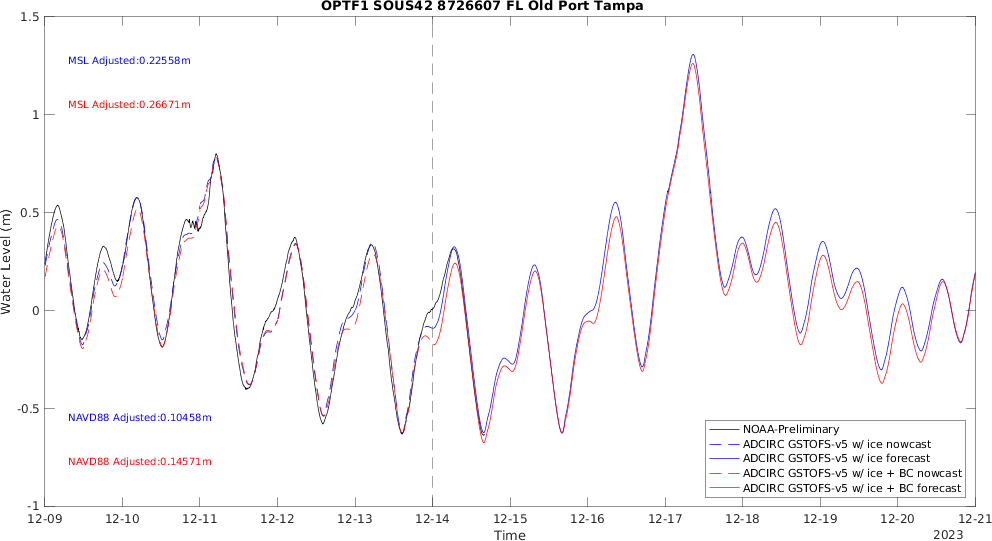 OPTF1 SOUS42 8726607 FL Old Port Tampa
1.5
1
0.5
0
-0.5
-1
Water Level (m)
MSL Adjusted:0.22558m
MSL Adjusted:0.26671m
NAVD88 Adjusted:0.10458m
NAVD88 Adjusted:0.14571m
NOAA-Preliminary
ADCIRC GSTOFS-v5 w/ ice nowcast
ADCIRC GSTOFS-v5 w/ ice forecast
ADCIRC GSTOFS-v5 w/ ice + BC nowcast
ADCIRC GSTOFS-v5 w/ ice + BC forecast
12-09 12-10 12-11 12-12 12-13 12-14 12-15 12-16 12-17 12-18 12-19 12-20 12-21
Time
2023